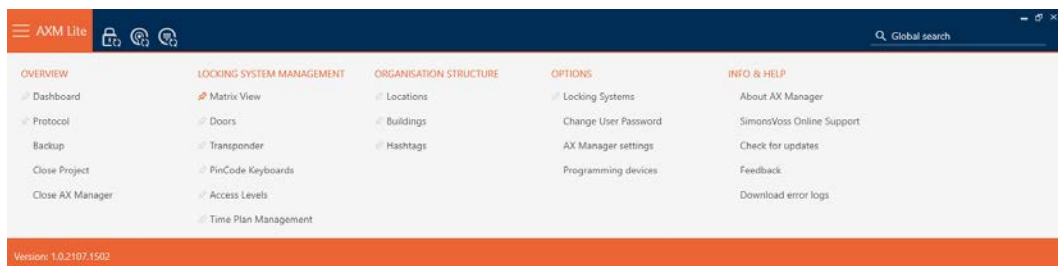 AXM Lite
Global search
OVERVIEW
Dashboard
Protocol
Backup
Close Project
Close AX Manager
LOCKING SYSTEM MANAGEMENT
Matrix View
Doors
Transponder
PinCode Keyboards
Access Levels
Time Plan Management
ORGANISATION STRUCTURE
Locations
Buildings
Hashtags
OPTIONS
Locking Systems
Change User Password
AX Manager settings
Programming devices
INFO & HELP
About AX Manager
SimonsVoss Online Support
Check for updates
Feedback
Download error logs
Version: 1.0.2107.1502